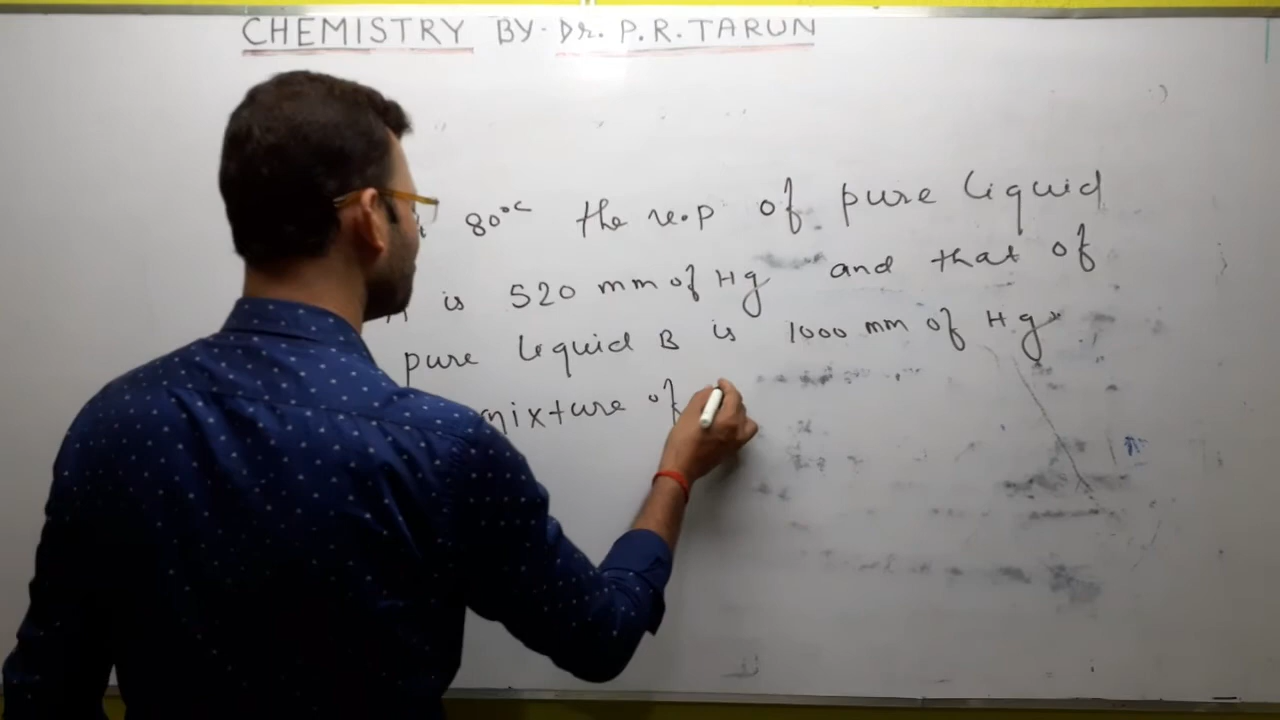 CHEMISTRY BY. Dr. P.R.TARUN
80°C the v.p of pure liquid
A is 520 mm of Hg and that of
pure liquid B is 1000 mm of Hg.
mixture of